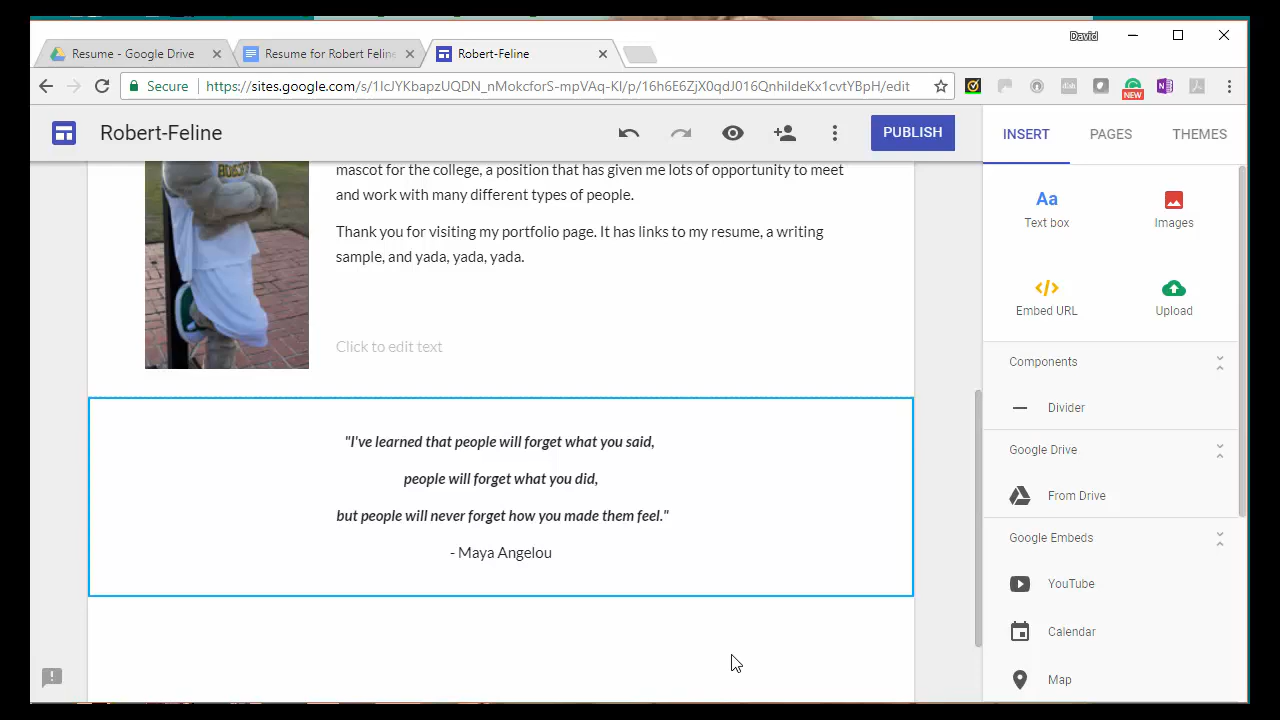 David
Resume - Google Drive
Resume for Robert Feline
Robert-Feline
Secure
https://sites.google.com/s/1IclYKbapzUQDN_nMokcforS-mpVAq-KI/p/16h6E6ZjX0qdJ016QnhildeKx1cvtYBpH/edit
NEW
Robert-Feline
PUBLISH
INSERT
PAGES
THEMES
mascot for the college, a position that has given me lots of opportunity to meet
and work with many different types of people.
Thank you for visiting my portfolio page. It has links to my resume, a writing
sample, and yada, yada, yada.
Click to edit text
"I've learned that people will forget what you said,
people will forget what you did,
but people will never forget how you made them feel."
- Maya Angelou
Aa
Text box
Images
Embed URL
Upload
Components
Divider
Google Drive
From Drive
Google Embeds
YouTube
Calendar
Map